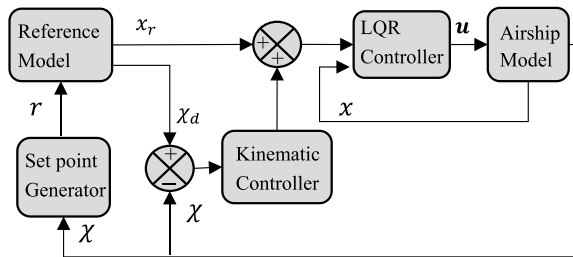 Reference
Model
x_r
+
+
LQR
Controller
u
Airship
Model
r
χ_d
x
Set point
Generator
+
−
Kinematic
Controller
χ
χ